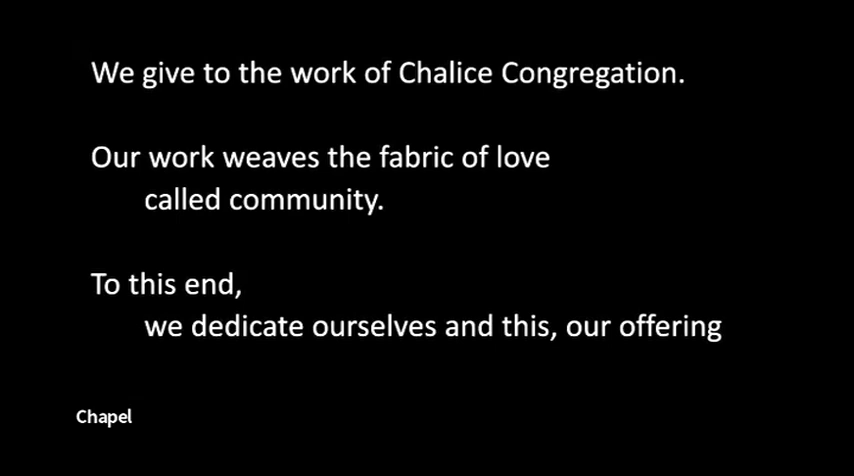 We give to the work of Chalice Congregation.
Our work weaves the fabric of love
called community.
To this end,
we dedicate ourselves and this, our offering
Chapel